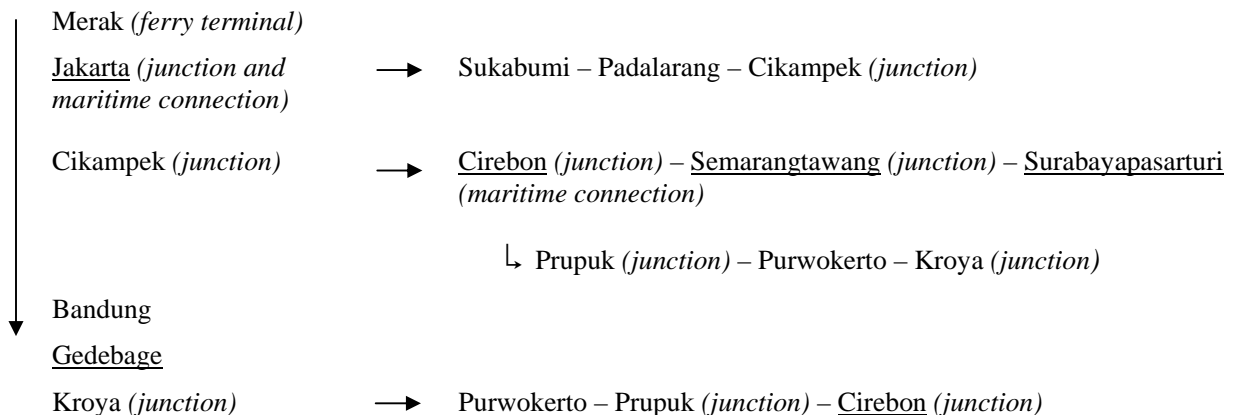 Merak (ferry terminal)
Jakarta (junction and maritime connection) → Sukabumi – Padalarang – Cikampek (junction)
Cikampek (junction) → Cirebon (junction) – Semarangtawang (junction) – Surabayapasarturi (maritime connection)
↳ Prupuk (junction) – Purwokerto – Kroya (junction)
Bandung
Gedebage
Kroya (junction) → Purwokerto – Prupuk (junction) – Cirebon (junction)